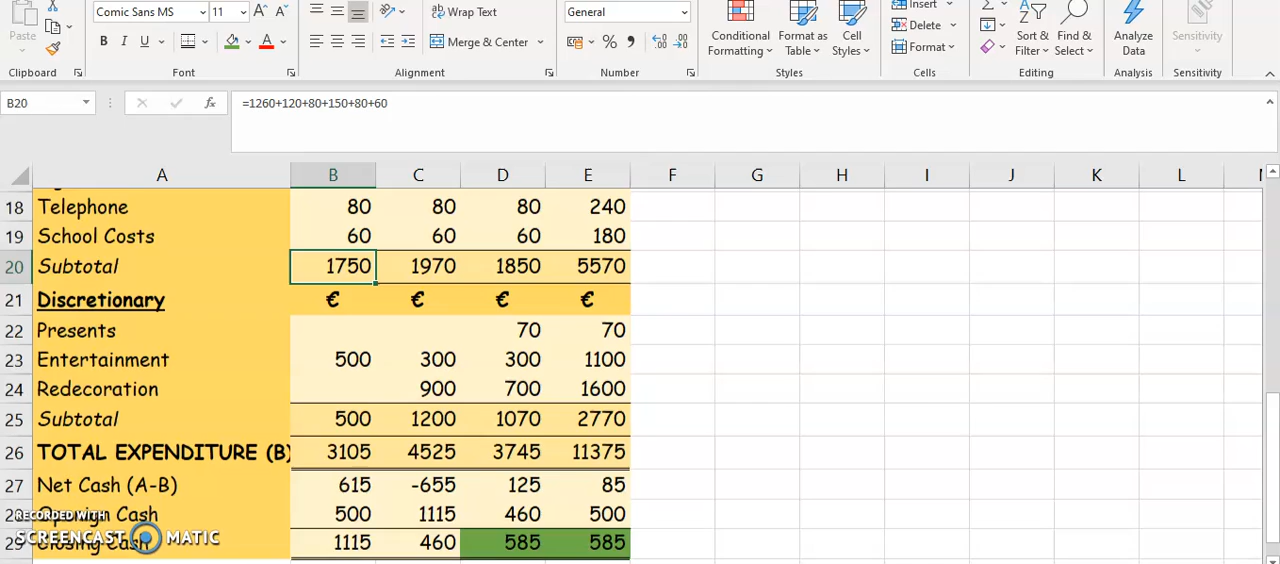 Comic Sans MS 11 A^ Aˇ Wrap Text General Insert Σ
Paste B I U A Merge & Center % 9 Conditional Formatting Format as Table Cell Styles Delete Format Sort & Filter Find & Select Analyze Data Sensitivity
Clipboard Font Alignment Number Styles Cells Editing Analysis Sensitivity
B20 fx =1260+120+80+150+80+60
A B C D E F G H I J K L
18 Telephone 80 80 80 240
19 School Costs 60 60 60 180
20 Subtotal 1750 1970 1850 5570
21 Discretionary € € € €
22 Presents 70 70
23 Entertainment 500 300 300 1100
24 Redecoration 900 700 1600
25 Subtotal 500 1200 1070 2770
26 TOTAL EXPENDITURE (B) 3105 4525 3745 11375
27 Net Cash (A-B) 615 -655 125 85
28 Openign Cash 500 1115 460 500
RECORDED WITH
29 Closing Cash 1115 460 585 585
SCREENCAST MATIC